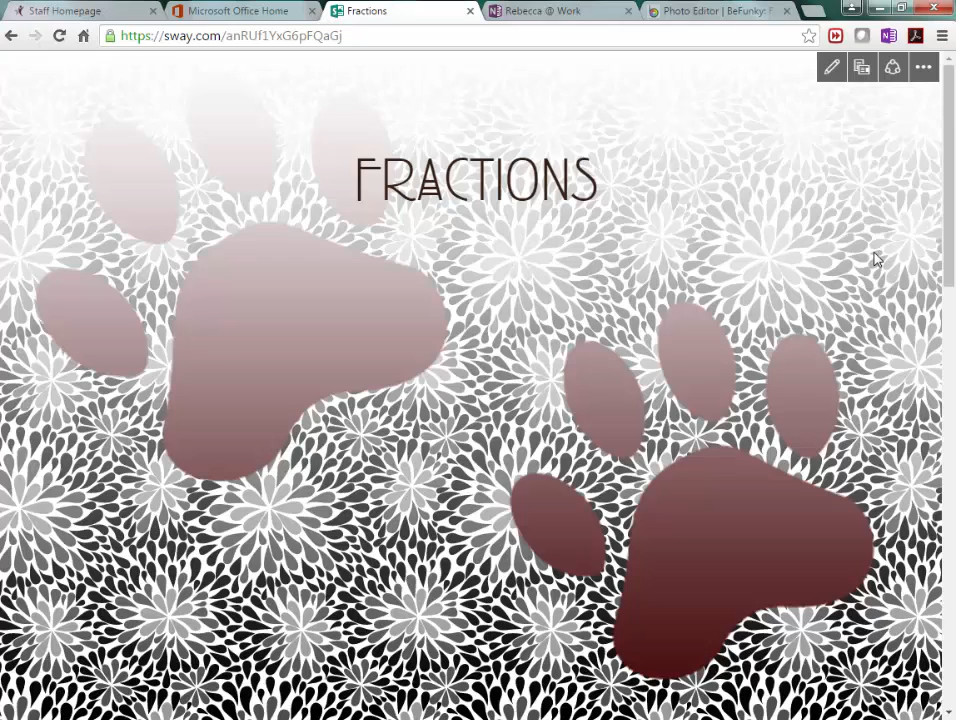 Staff Homepage
Microsoft Office Home
Fractions
Rebecca @ Work
Photo Editor | BeFunky: F
https://sway.com/anRUf1YxG6pFQaGj
FRACTIONS